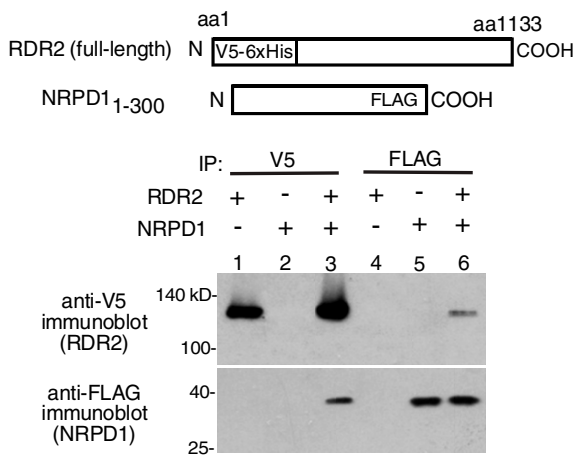 aa1 aa1133
RDR2 (full-length) N V5-6xHis COOH
NRPD1 1-300 N FLAG COOH
IP: V5 FLAG
RDR2 + - + + - +
NRPD1 - + + - + +
1 2 3 4 5 6
anti-V5 immunoblot (RDR2)
140 kD-
100-
anti-FLAG immunoblot (NRPD1)
40-
25-